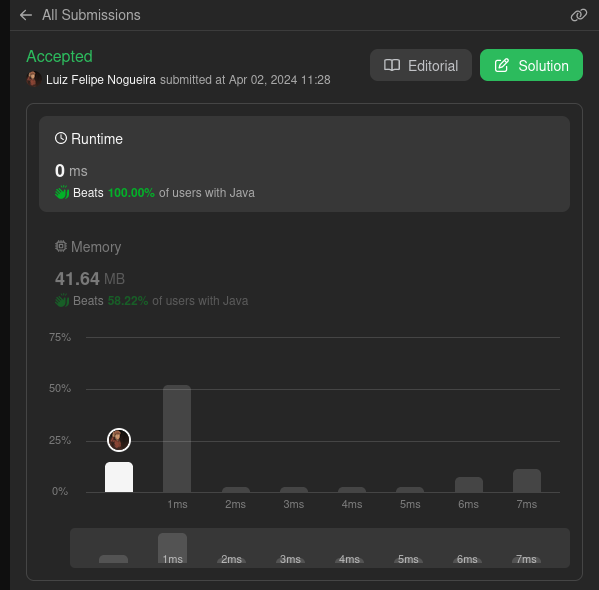 All Submissions
Accepted
Luiz Felipe Nogueira submitted at Apr 02, 2024 11:28
Editorial
Solution
Runtime
0 ms
Beats 100.00% of users with Java
Memory
41.64 MB
Beats 58.22% of users with Java
75%
50%
25%
0%
1ms 2ms 3ms 4ms 5ms 6ms 7ms
1ms 2ms 3ms 4ms 5ms 6ms 7ms